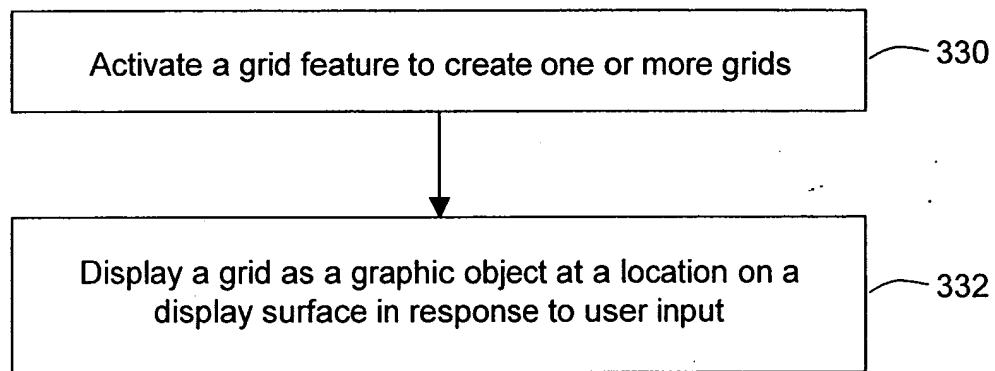 Activate a grid feature to create one or more grids
330
Display a grid as a graphic object at a location on a
display surface in response to user input
332